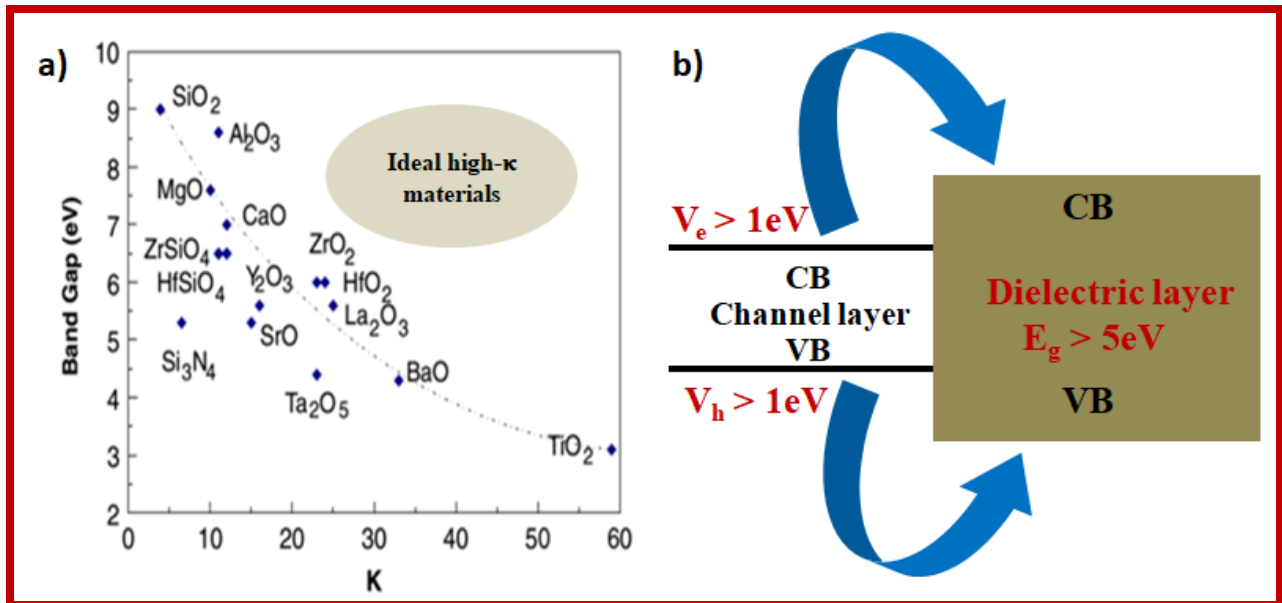 a)
10
9
8
7
6
5
4
3
2
Band Gap (eV)
0
10
20
30
40
50
60
K
SiO₂
Al₂O₃
MgO
CaO
ZrSiO₄
HfSiO₄
Y₂O₃
ZrO₂
HfO₂
La₂O₃
SrO
Si₃N₄
Ta₂O₅
BaO
TiO₂
Ideal high-κ
materials
b)
Vₑ > 1eV
CB
Channel layer
VB
Vₕ > 1eV
CB
Dielectric layer
E_g > 5eV
VB